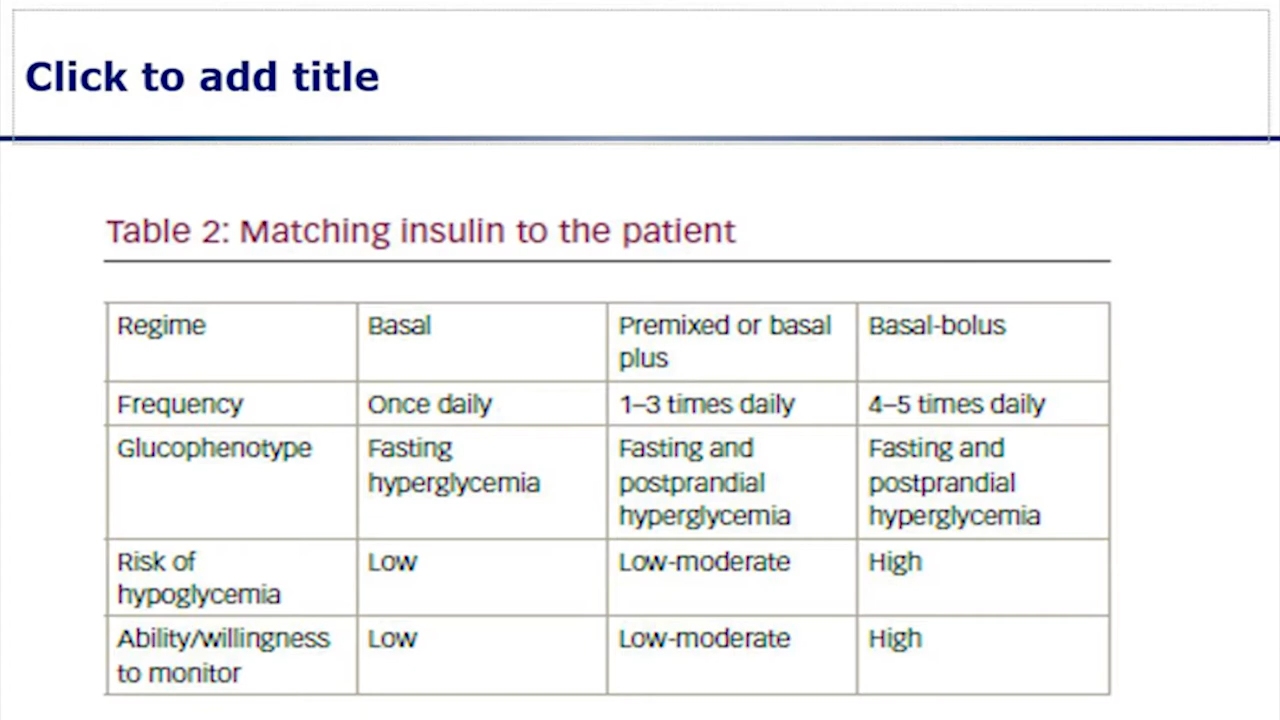 Click to add title
Table 2: Matching insulin to the patient
Regime Basal Premixed or basal plus Basal-bolus
Frequency Once daily 1–3 times daily 4–5 times daily
Glucophenotype Fasting hyperglycemia Fasting and postprandial hyperglycemia Fasting and postprandial hyperglycemia
Risk of hypoglycemia Low Low-moderate High
Ability/willingness to monitor Low Low-moderate High